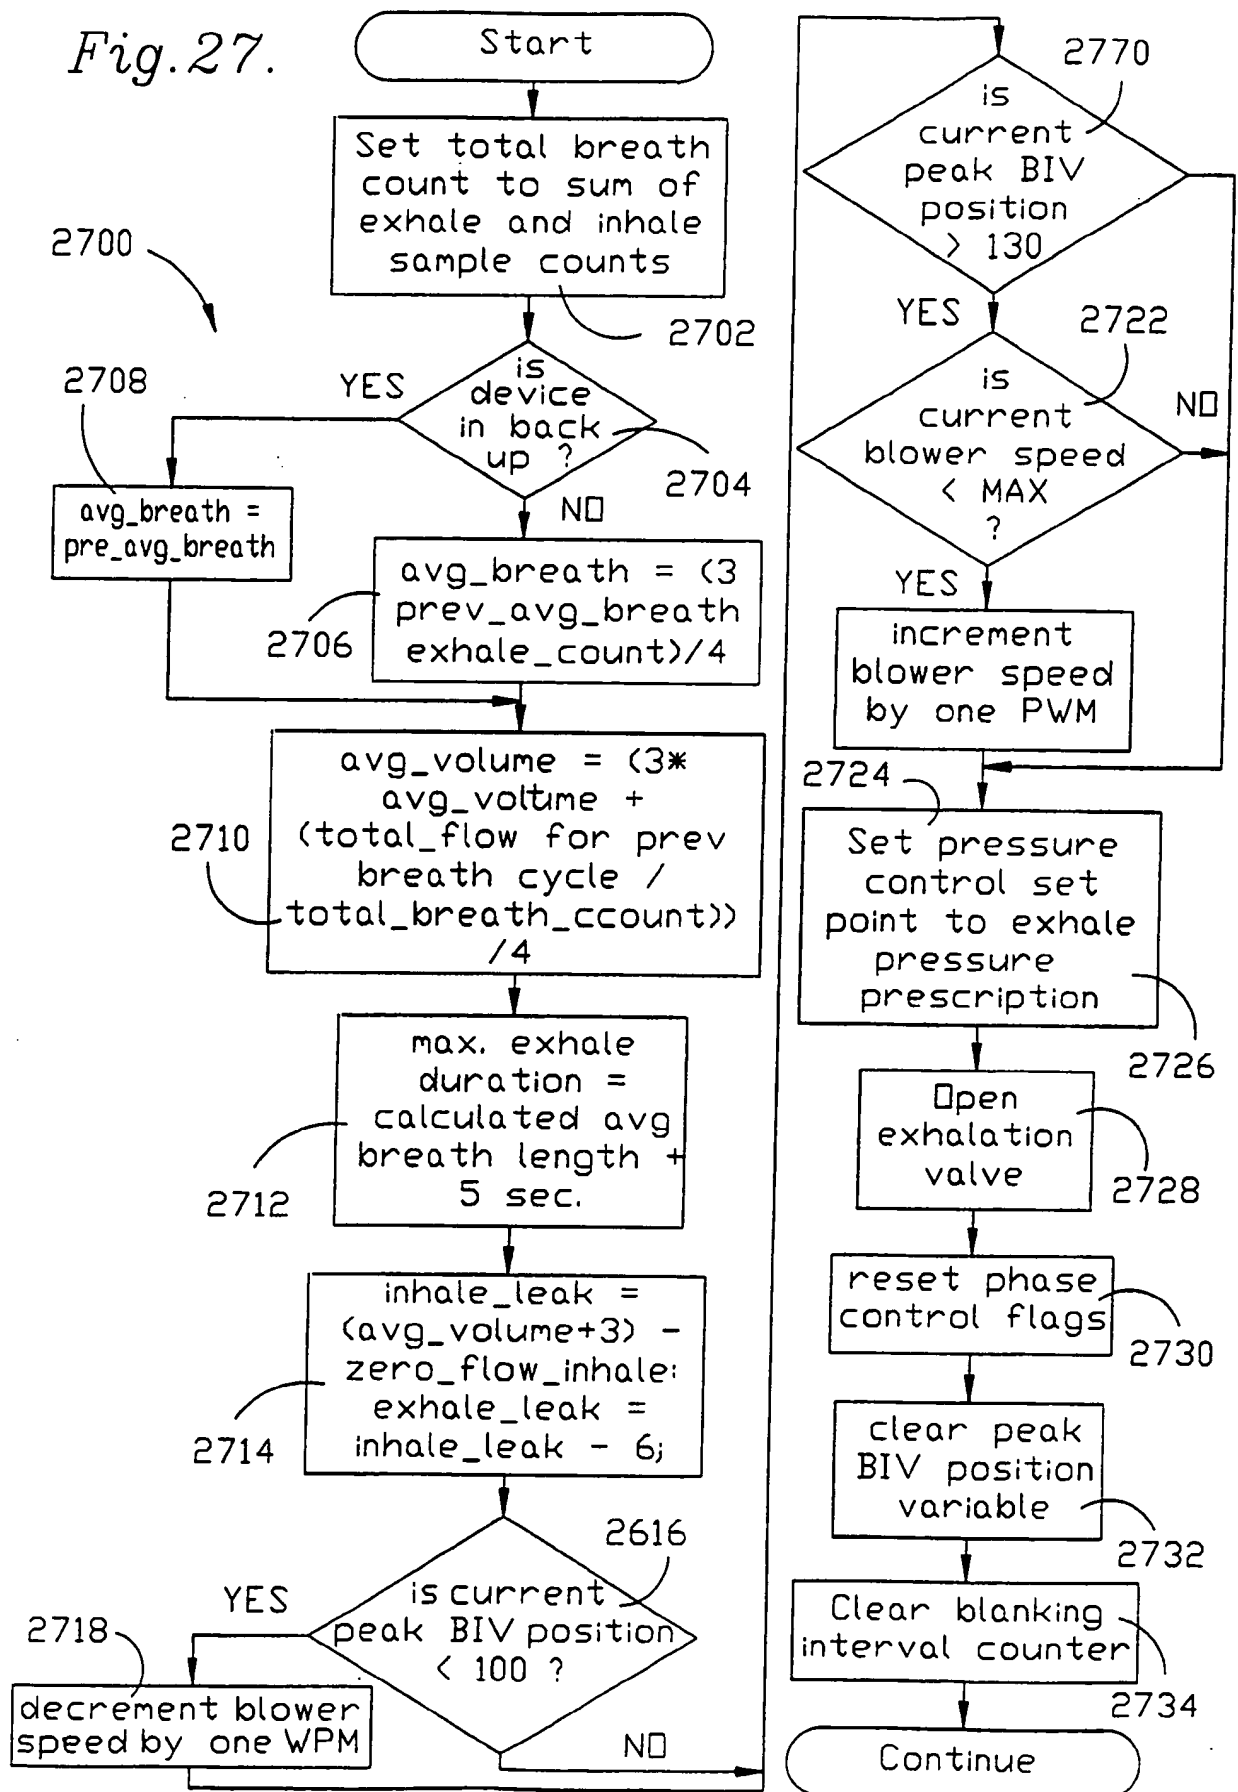 Fig.27.
Start
Set total breath
count to sum of
exhale and inhale
sample counts
2700
2702
is
device
in back
up ?
YES
2708
2704
NO
avg_breath =
pre_avg_breath
avg_breath = (3
prev_avg_breath
exhale_count)/4
2706
avg_volume = (3*
avg_voltime +
(total_flow for prev
breath cycle /
total_breath_ccount))
/4
2710
max. exhale
duration =
calculated avg
breath length +
5 sec.
2712
inhale_leak =
(avg_volume+3) -
zero_flow_inhale:
exhale_leak =
inhale_leak - 6;
2714
2616
is current
peak BIV position
< 100 ?
YES
2718
decrement blower
speed by one WPM
NO
2770
is
current
peak BIV
position
> 130
YES
2722
is
current
blower speed
< MAX
?
NO
YES
increment
blower speed
by one PWM
2724
Set pressure
control set
point to exhale
pressure
prescription
2726
Open
exhalation
valve
2728
reset phase
control flags
2730
clear peak
BIV position
variable
2732
Clear blanking
interval counter
2734
Continue